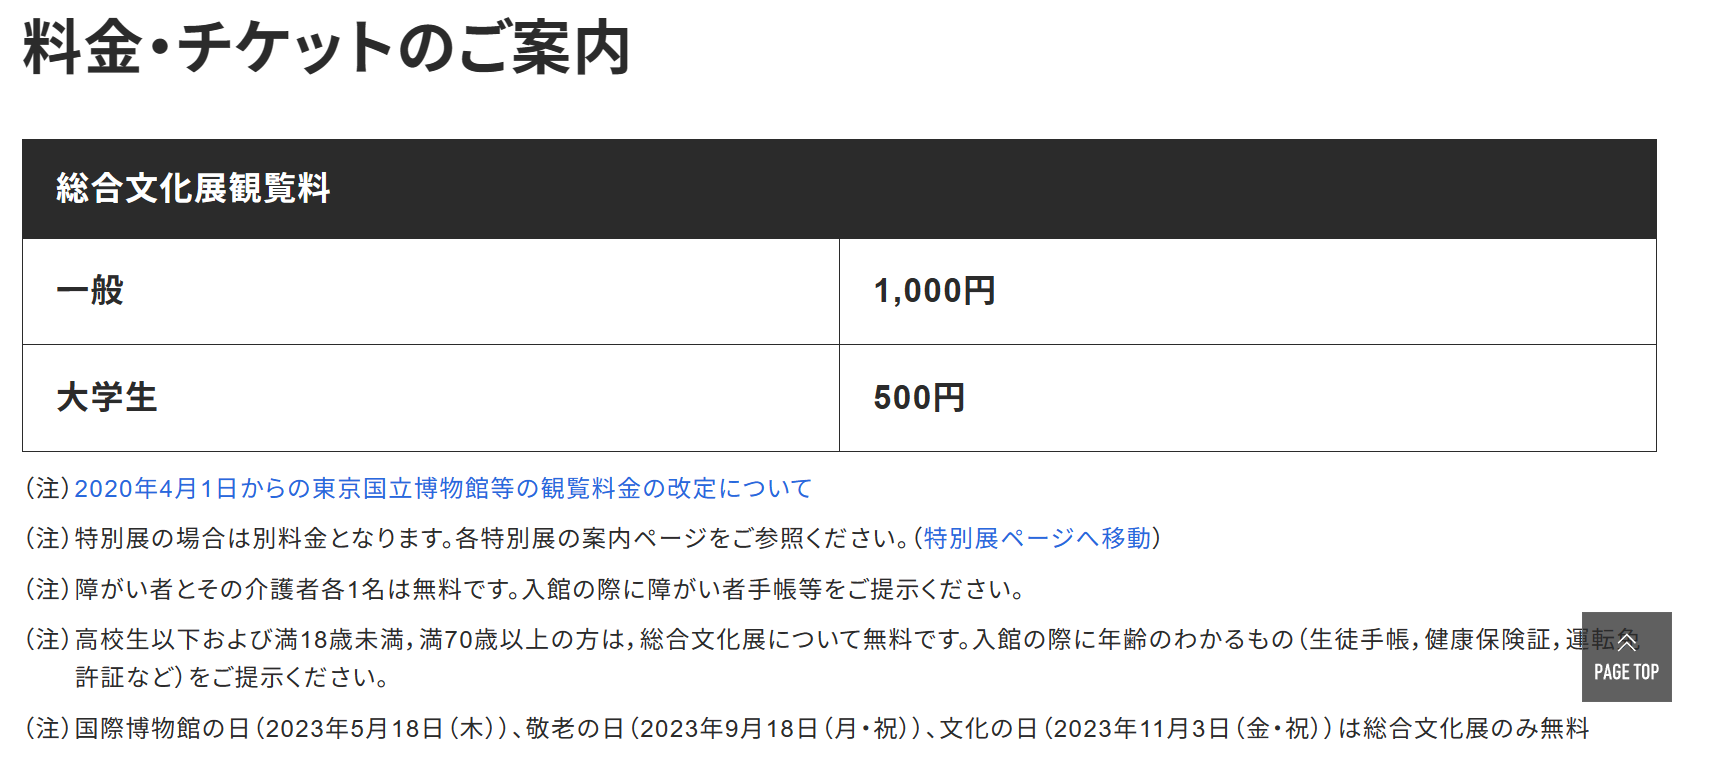 料金・チケットのご案内
総合文化展観覧料
一般
1,000円
大学生
500円
（注）2020年4月1日からの東京国立博物館等の観覧料金の改定について
（注）特別展の場合は別料金となります。各特別展の案内ページをご参照ください。（特別展ページへ移動）
（注）障がい者とその介護者各1名は無料です。入館の際に障がい者手帳等をご提示ください。
（注）高校生以下および満18歳未満，満70歳以上の方は，総合文化展について無料です。入館の際に年齢のわかるもの（生徒手帳，健康保険証，運転免
許証など）をご提示ください。
PAGE TOP
（注）国際博物館の日（2023年5月18日（木））、敬老の日（2023年9月18日（月・祝））、文化の日（2023年11月3日（金・祝））は総合文化展のみ無料